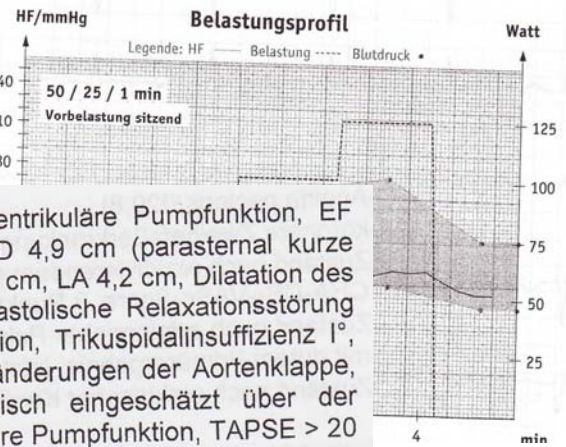 HF/mmHg
Belastungsprofil
Watt
Legende: HF Belastung Blutdruck
40
50 / 25 / 1 min
Vorbelastung sitzend
10
125
30
100
75
50
25
4
min
entrikuläre Pumpfunktion, EF
D 4,9 cm (parasternal kurze
cm, LA 4,2 cm, Dilatation des
astolische Relaxationsstörung
ion, Trikuspidalinsuffizienz I°,
änderungen der Aortenklappe,
isch eingeschätzt über der
re Pumpfunktion, TAPSE > 20